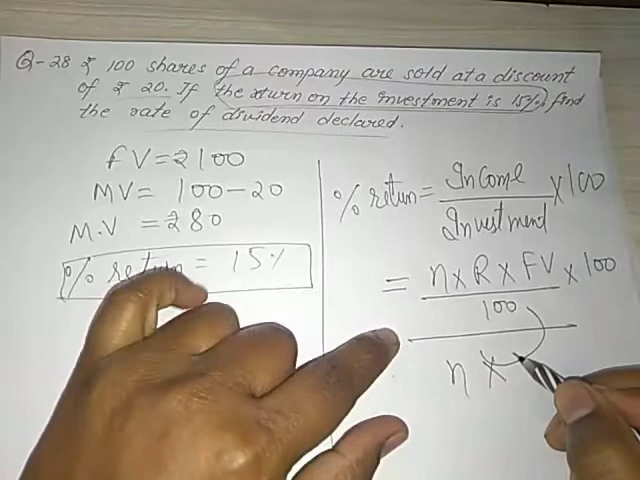 Q-28 ₹ 100 shares of a company are sold at a discount
of ₹ 20. If the return on the investment is 15%, find
the rate of dividend declared.
FV = ₹100
MV = 100-20
M.V = ₹80
% return = 15%
% return = Income / Investment × 100
= n × R × FV / 100 × 100
n ×